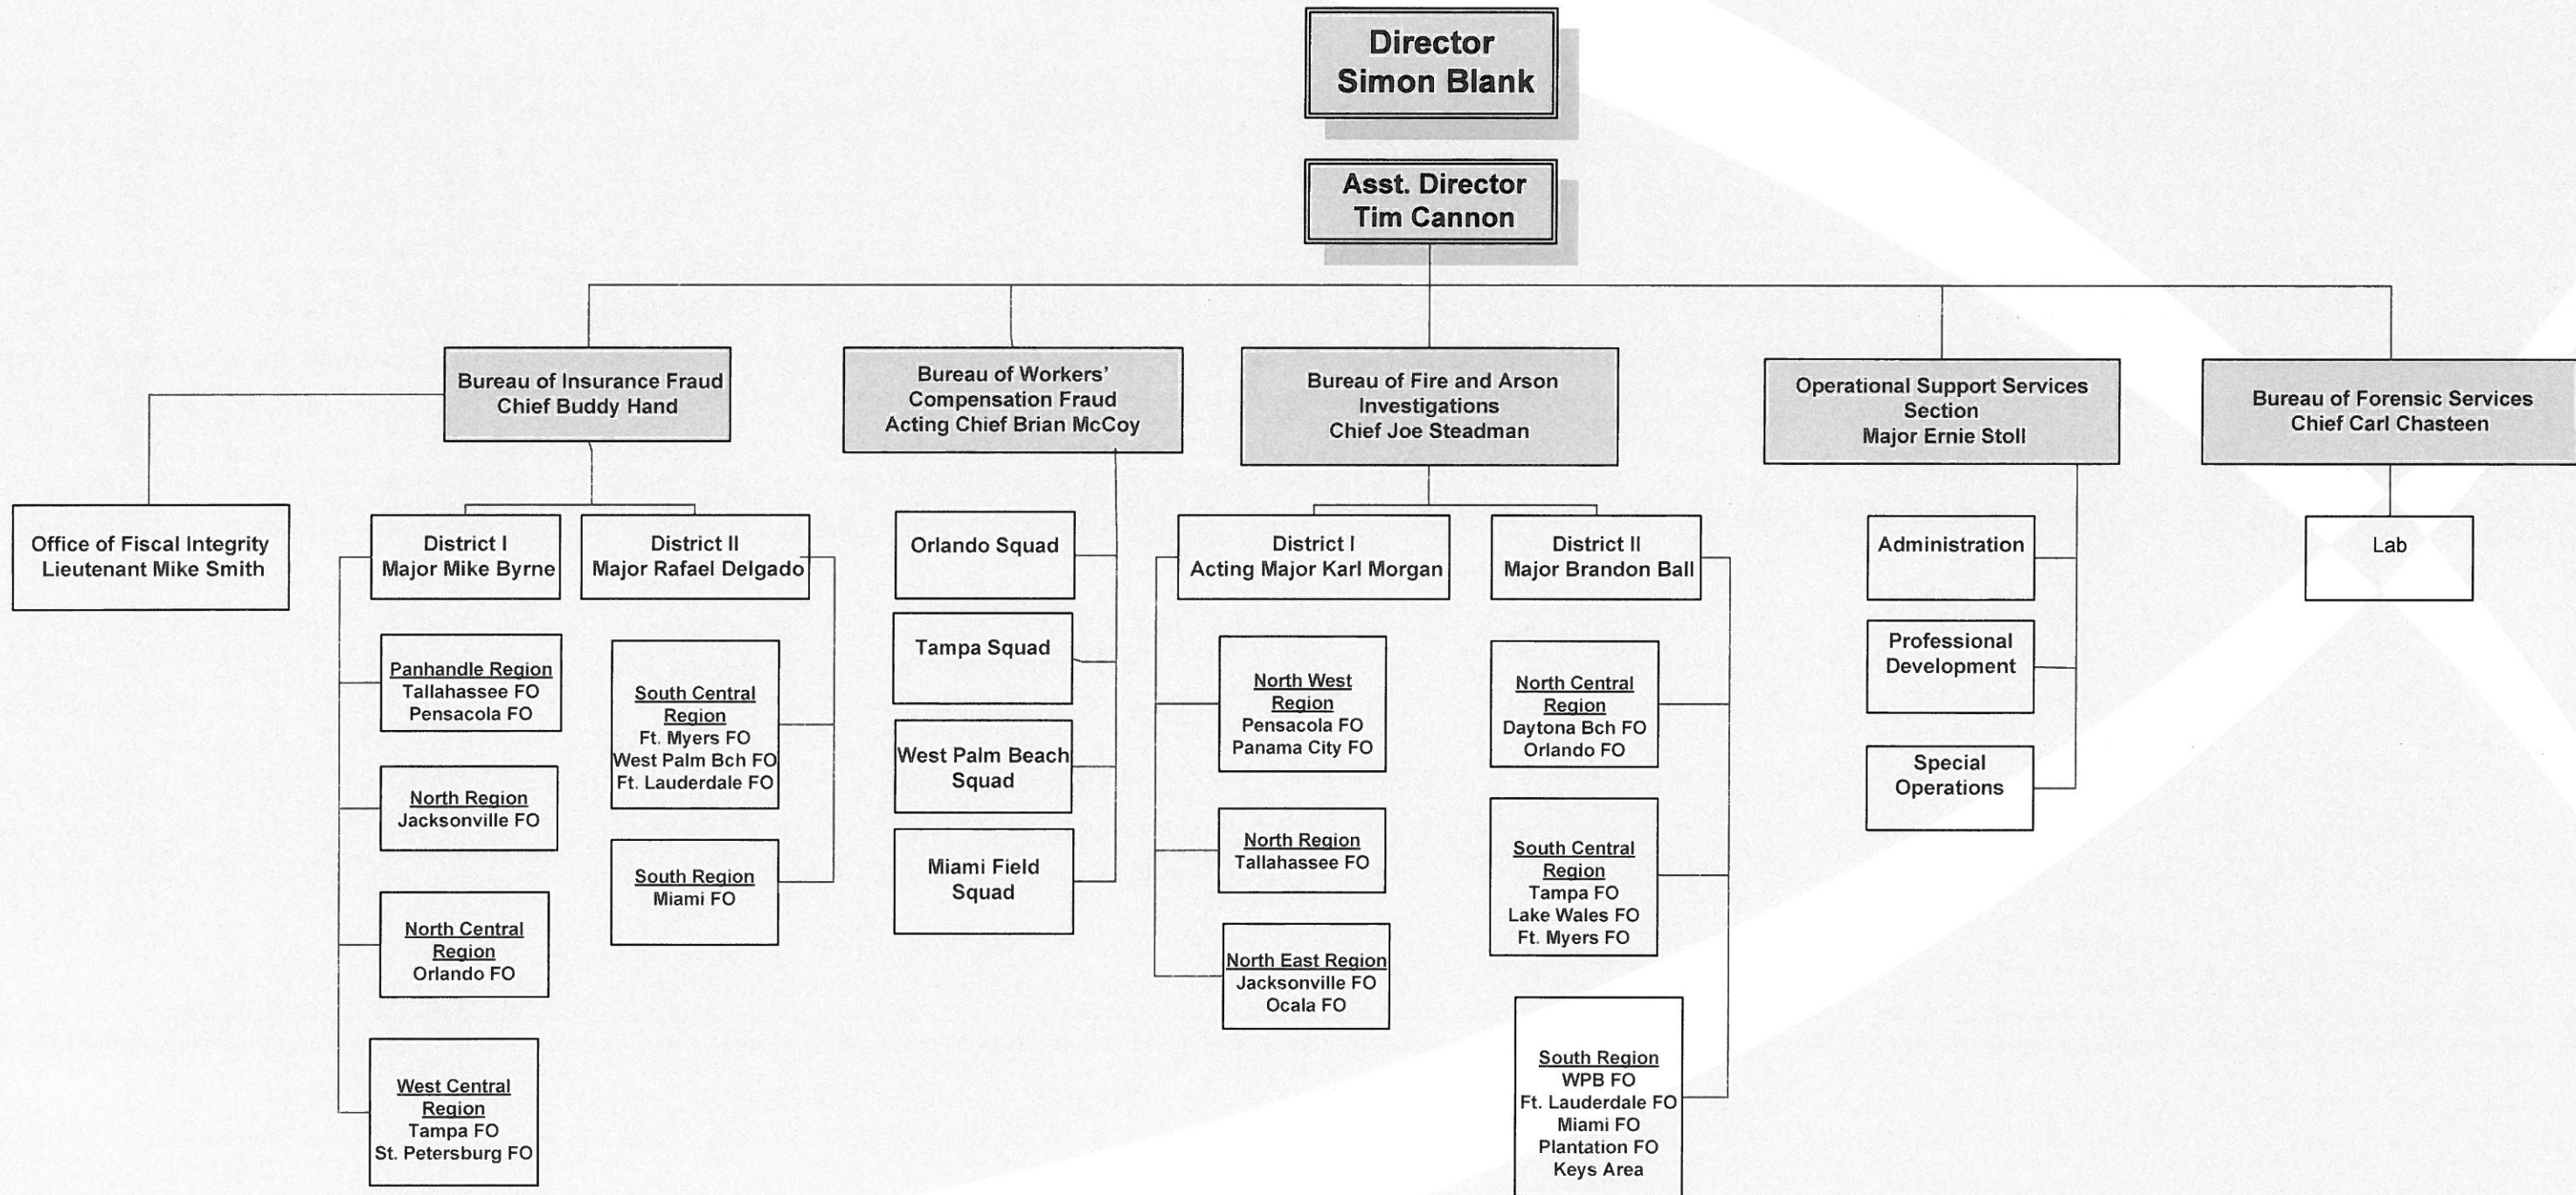 Director
Simon Blank
Asst. Director
Tim Cannon
Bureau of Insurance Fraud
Chief Buddy Hand
Bureau of Workers’
Compensation Fraud
Acting Chief Brian McCoy
Bureau of Fire and Arson
Investigations
Chief Joe Steadman
Operational Support Services
Section
Major Ernie Stoll
Bureau of Forensic Services
Chief Carl Chasteen
Office of Fiscal Integrity
Lieutenant Mike Smith
District I
Major Mike Byrne
Panhandle Region
Tallahassee FO
Pensacola FO
North Region
Jacksonville FO
North Central
Region
Orlando FO
West Central
Region
Tampa FO
St. Petersburg FO
District II
Major Rafael Delgado
South Central
Region
Ft. Myers FO
West Palm Bch FO
Ft. Lauderdale FO
South Region
Miami FO
Orlando Squad
Tampa Squad
West Palm Beach
Squad
Miami Field
Squad
District I
Acting Major Karl Morgan
North West
Region
Pensacola FO
Panama City FO
North Region
Tallahassee FO
North East Region
Jacksonville FO
Ocala FO
District II
Major Brandon Ball
North Central
Region
Daytona Bch FO
Orlando FO
South Central
Region
Tampa FO
Lake Wales FO
Ft. Myers FO
South Region
WPB FO
Ft. Lauderdale FO
Miami FO
Plantation FO
Keys Area
Administration
Professional
Development
Special
Operations
Lab